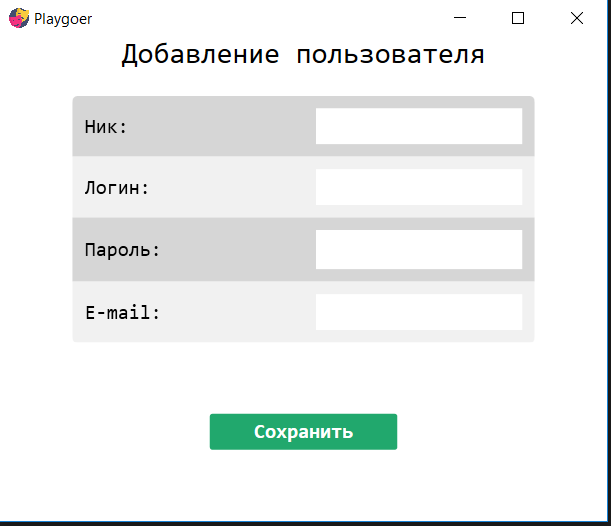 Playgoer
Добавление пользователя
Ник:
Логин:
Пароль:
E-mail:
Сохранить